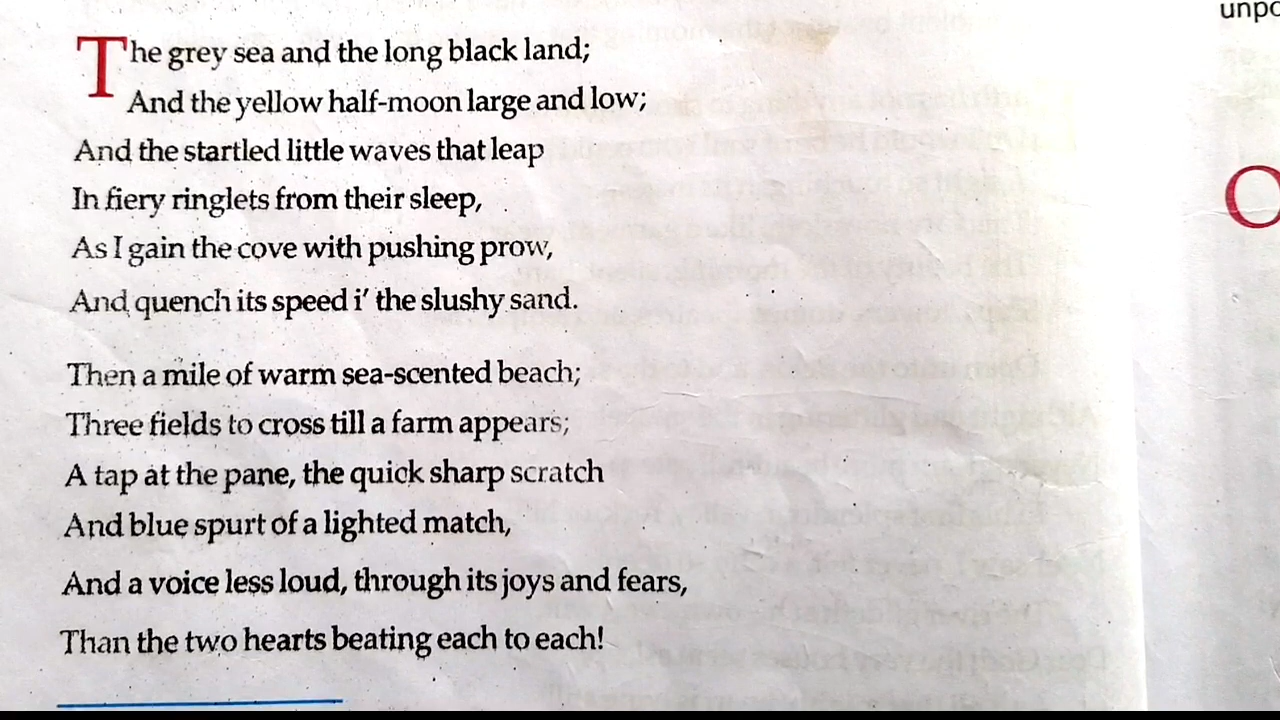 The grey sea and the long black land;
And the yellow half-moon large and low;
And the startled little waves that leap
In fiery ringlets from their sleep,
As I gain the cove with pushing prow,
And quench its speed i' the slushy sand.
Then a mile of warm sea-scented beach;
Three fields to cross till a farm appears;
A tap at the pane, the quick sharp scratch
And blue spurt of a lighted match,
And a voice less loud, through its joys and fears,
Than the two hearts beating each to each!